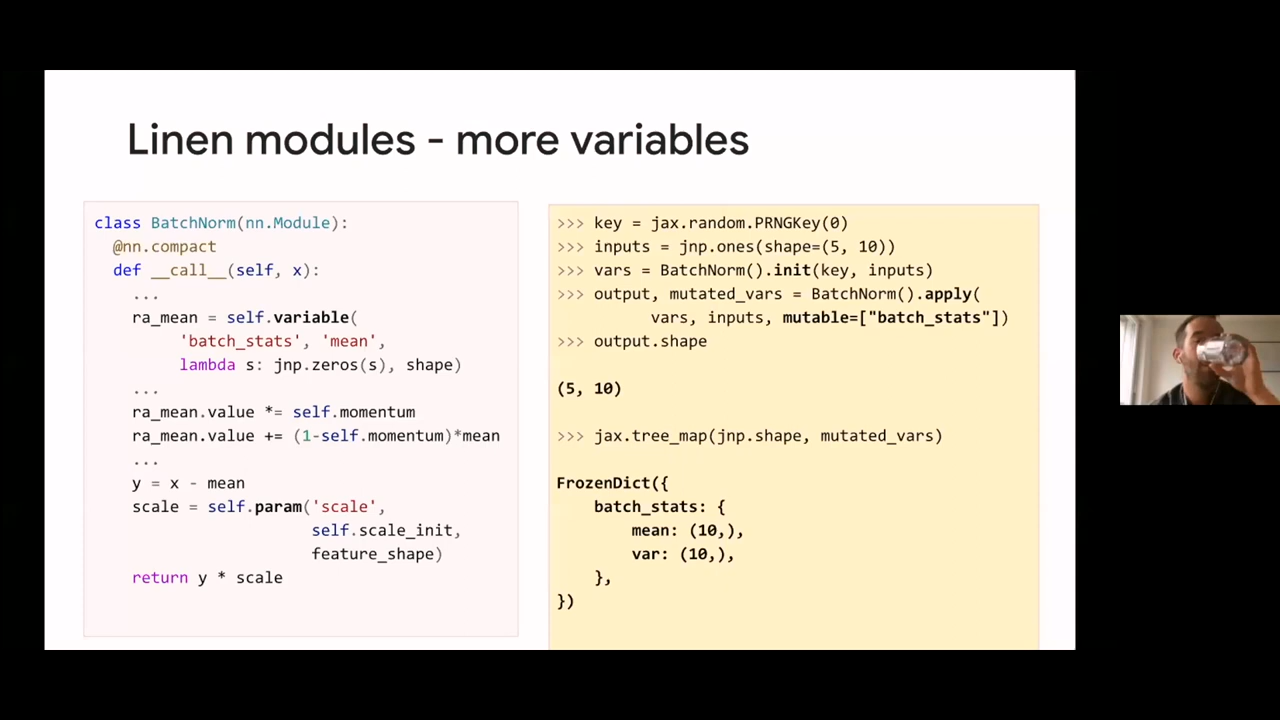 Linen modules - more variables
class BatchNorm(nn.Module):
@nn.compact
def __call__(self, x):
...
ra_mean = self.variable(
'batch_stats', 'mean',
lambda s: jnp.zeros(s), shape)
...
ra_mean.value *= self.momentum
ra_mean.value += (1-self.momentum)*mean
...
y = x - mean
scale = self.param('scale',
self.scale_init,
feature_shape)
return y * scale
>>> key = jax.random.PRNGKey(0)
>>> inputs = jnp.ones(shape=(5, 10))
>>> vars = BatchNorm().init(key, inputs)
>>> output, mutated_vars = BatchNorm().apply(
vars, inputs, mutable=["batch_stats"])
>>> output.shape
(5, 10)
>>> jax.tree_map(jnp.shape, mutated_vars)
FrozenDict({
batch_stats: {
mean: (10,),
var: (10,),
},
})